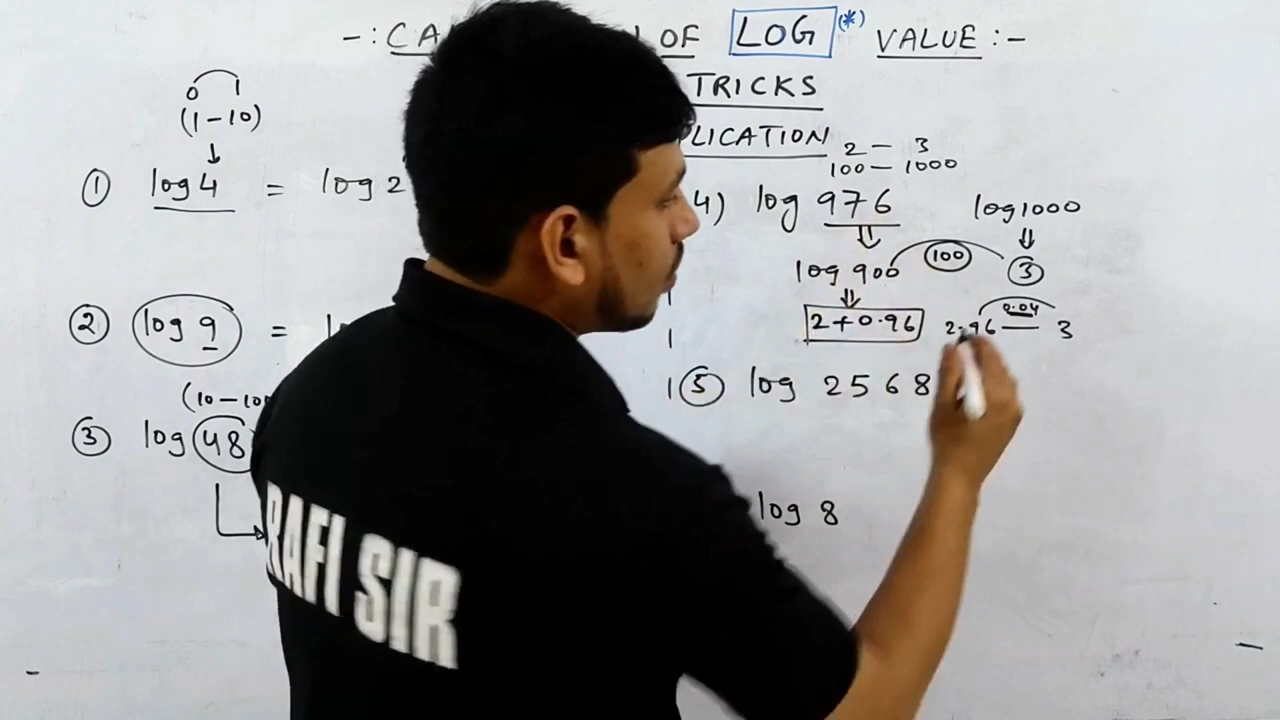 -: OF LOG (*) VALUE :-
TRICKS
0 1
(1-10)
① log 4 = log 2
② log 9 =
(10-10
③ log 48
2 - 3
100 - 1000
4) log 976 log 1000
log 900 100 ③
2+0.96 2.96 — 3
0.04
⑤ log 2568
log 8
RAFI SIR